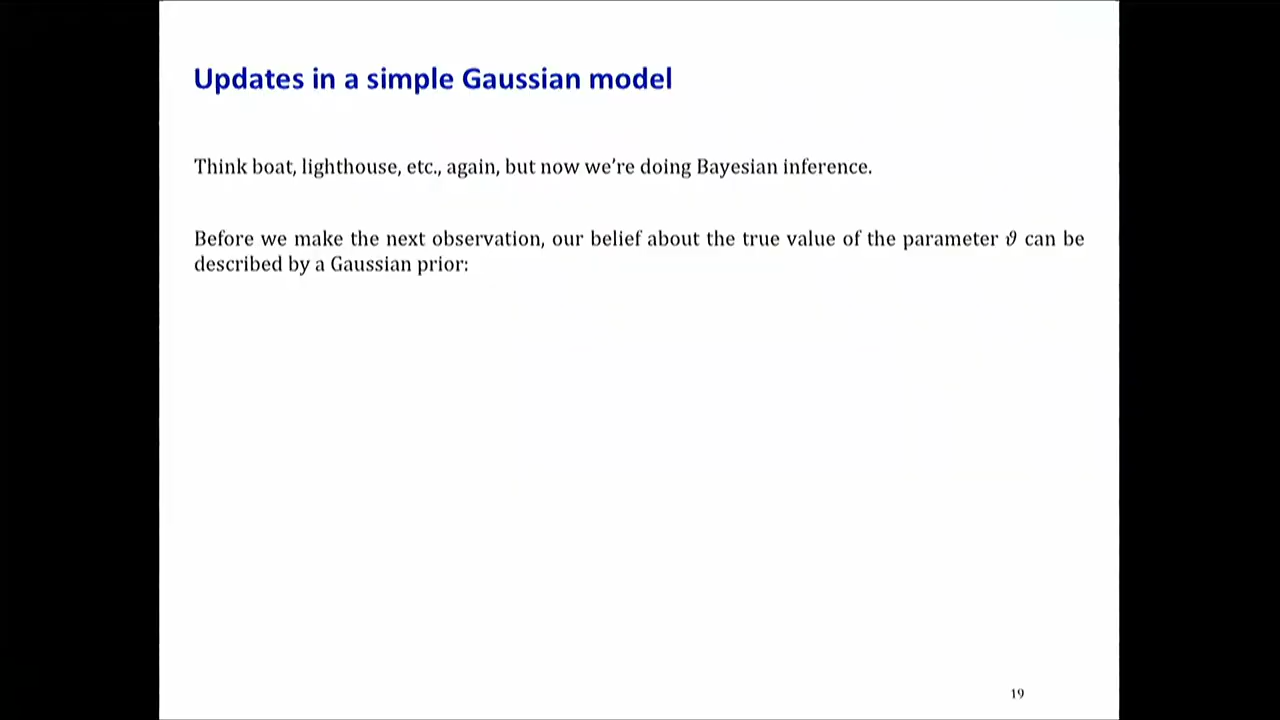 Updates in a simple Gaussian model
Think boat, lighthouse, etc., again, but now we’re doing Bayesian inference.
Before we make the next observation, our belief about the true value of the parameter ϑ can be
described by a Gaussian prior:
19